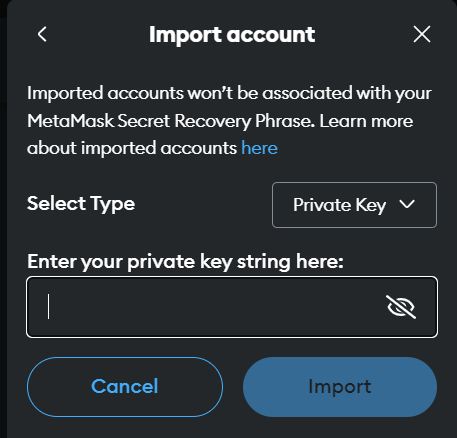 Import account
Imported accounts won’t be associated with your
MetaMask Secret Recovery Phrase. Learn more
about imported accounts here
Select Type
Private Key
Enter your private key string here:
Cancel
Import